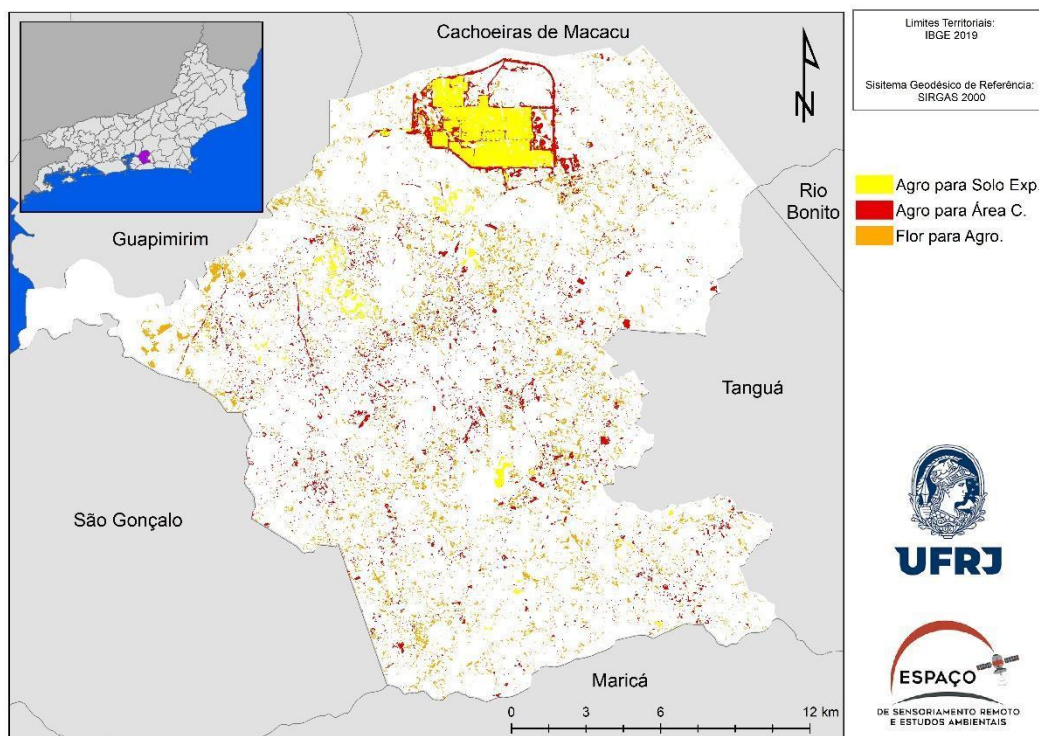 Cachoeiras de Macacu
Guapimirim
Rio
Bonito
Tanguá
São Gonçalo
Maricá
N
0 3 6 12 km
Limites Territoriais:
IBGE 2019
Sisitema Geodésico de Referência:
SIRGAS 2000
Agro para Solo Exp.
Agro para Área C.
Flor para Agro.
UFRJ
ESPAÇO
DE SENSORIAMENTO REMOTO
E ESTUDOS AMBIENTAIS